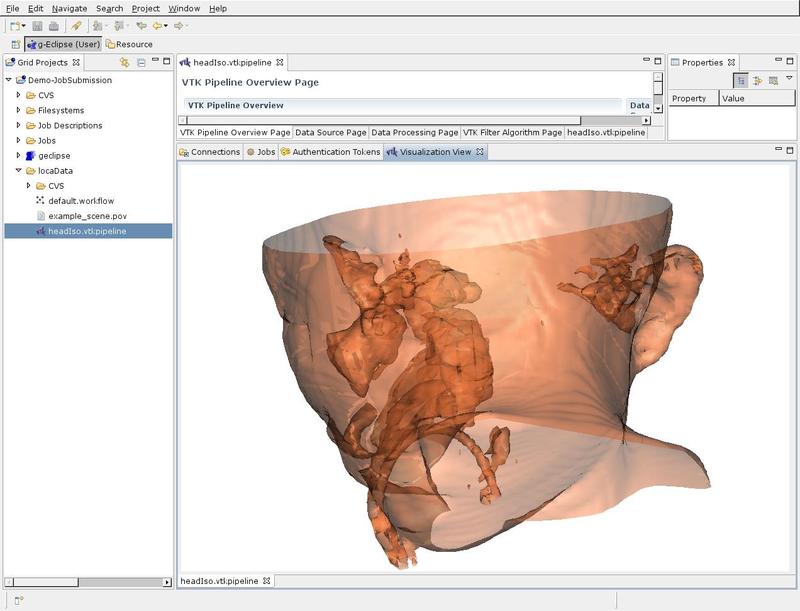 File Edit Navigate Search Project Window Help
g-Eclipse (User) Resource
Grid Projects
Demo-JobSubmission
CVS
Filesystems
Job Descriptions
Jobs
geclipse
locaData
CVS
default.workflow
example_scene.pov
headIso.vtl:pipeline
headIso.vtl:pipeline
VTK Pipeline Overview Page
VTK Pipeline Overview
Data
VTK Pipeline Overview Page Data Source Page Data Processing Page VTK Filter Algorithm Page headIso.vtl:pipeline
Properties
Property Value
Connections Jobs Authentication Tokens Visualization View
headIso.vtl:pipeline